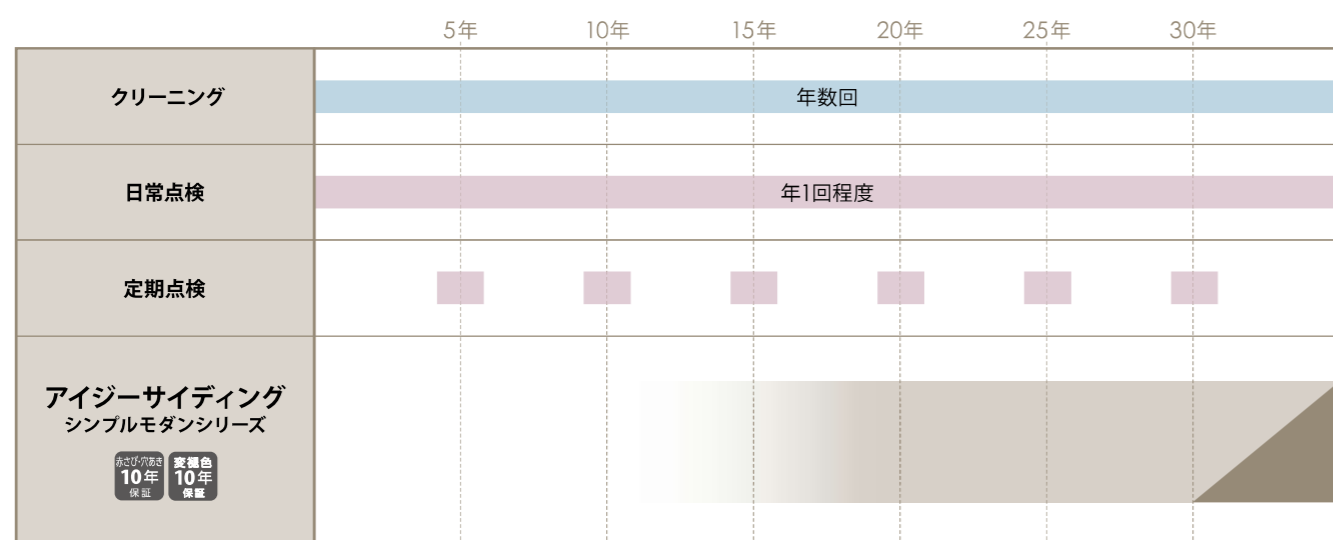 5年 10年 15年 20年 25年 30年
クリーニング
年数回
日常点検
年1回程度
定期点検
アイジーサイディング
シンプルモダンシリーズ
赤さび・穴あき
10年
保証
変褪色
10年
保証